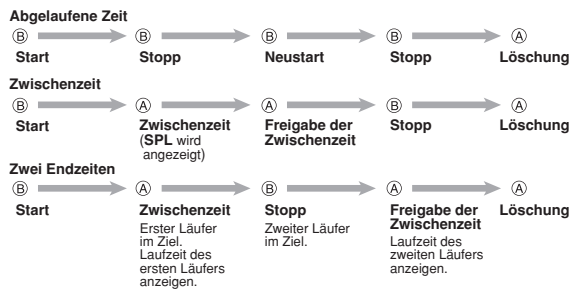 Abgelaufene Zeit
B B B B A
Start Stopp Neustart Stopp Löschung
Zwischenzeit
B A A B A
Start Zwischenzeit Freigabe der Stopp Löschung
(SPL wird Zwischenzeit
angezeigt)
Zwei Endzeiten
B A B A A
Start Zwischenzeit Stopp Freigabe der Löschung
Zwischenzeit
Erster Läufer Zweiter Läufer
im Ziel. im Ziel. Laufzeit des
Laufzeit des zweiten Läufers
ersten Läufers anzeigen.
anzeigen.